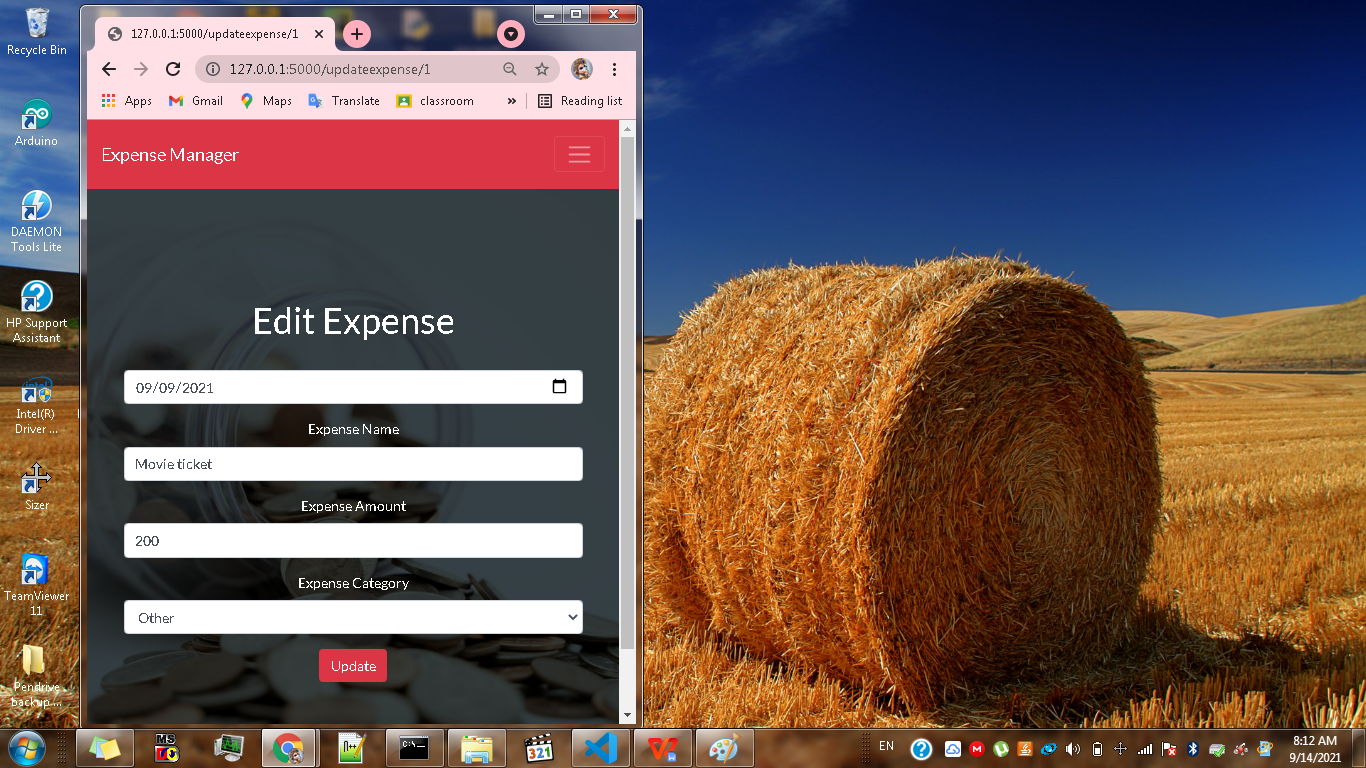 Recycle Bin
Arduino
DAEMON
Tools Lite
HP Support
Assistant
Intel(R)
Driver ...
Sizer
TeamViewer
11
Pendrive
backup ...
127.0.0.1:5000/updateexpense/1
127.0.0.1:5000/updateexpense/1
Apps Gmail Maps Translate classroom » Reading list
Expense Manager
Edit Expense
09/09/2021
Expense Name
Movie ticket
Expense Amount
200
Expense Category
Other
Update
MS
C:\
321
EN
8:12 AM
9/14/2021